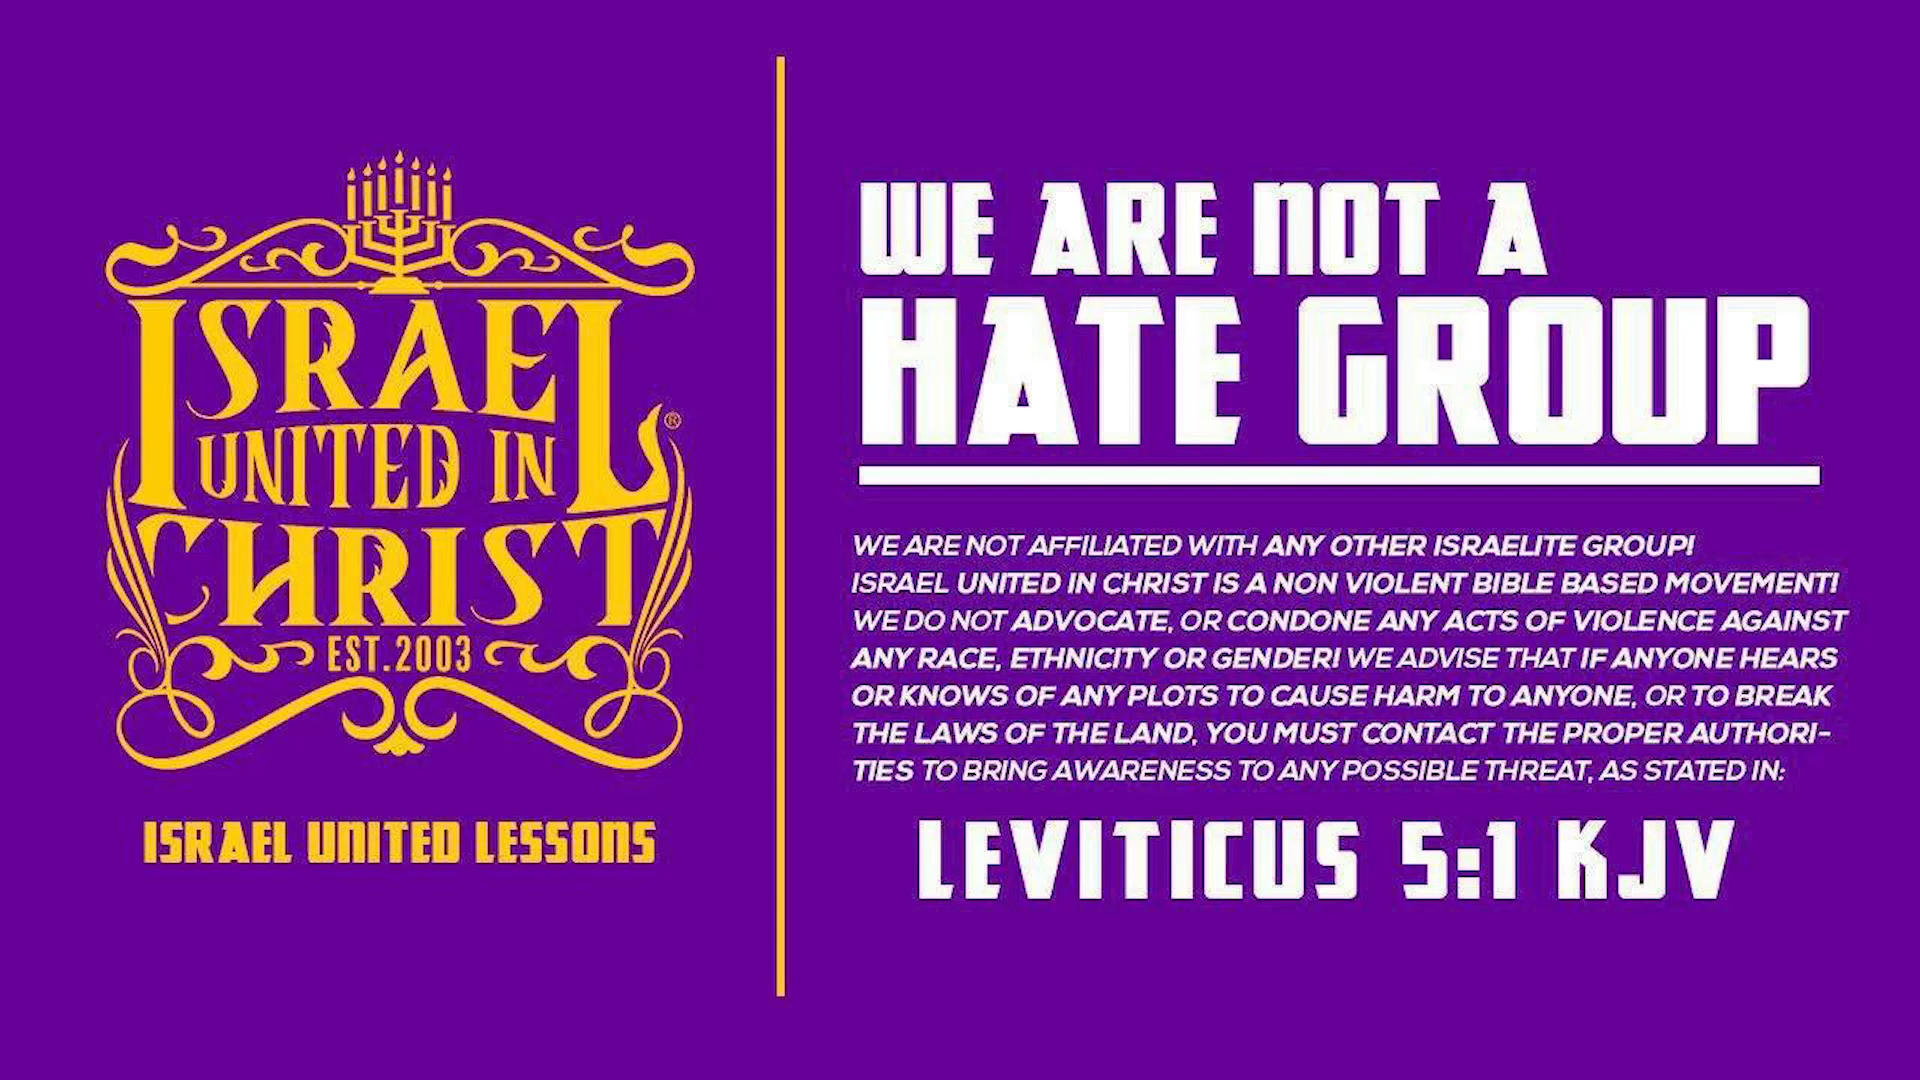 ISRAEL
UNITED IN
CHRIST
®
EST.2003
ISRAEL UNITED LESSONS
WE ARE NOT A
HATE GROUP
WE ARE NOT AFFILIATED WITH ANY OTHER ISRAELITE GROUP!
ISRAEL UNITED IN CHRIST IS A NON VIOLENT BIBLE BASED MOVEMENT!
WE DO NOT ADVOCATE, OR CONDONE ANY ACTS OF VIOLENCE AGAINST
ANY RACE, ETHNICITY OR GENDER! WE ADVISE THAT IF ANYONE HEARS
OR KNOWS OF ANY PLOTS TO CAUSE HARM TO ANYONE, OR TO BREAK
THE LAWS OF THE LAND, YOU MUST CONTACT THE PROPER AUTHORI-
TIES TO BRING AWARENESS TO ANY POSSIBLE THREAT, AS STATED IN:
LEVITICUS 5:1 KJV